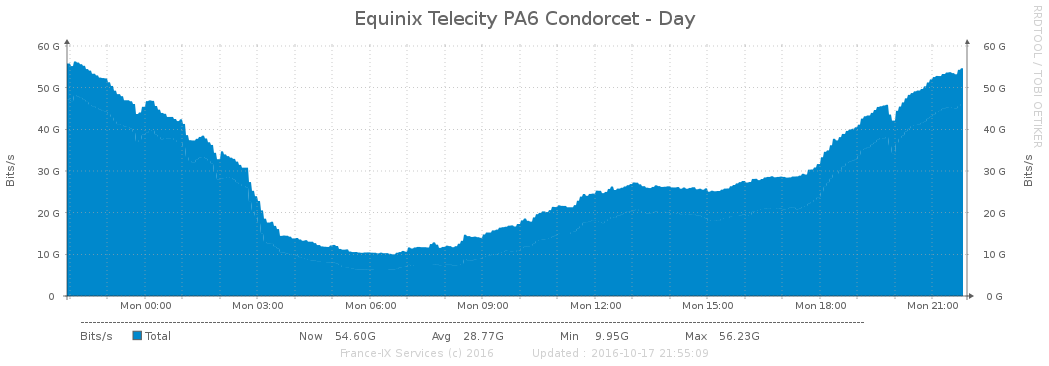 Equinix Telecity PA6 Condorcet - Day
RRDTOOL / TOBI OETIKER
Bits/s
60 G
50 G
40 G
30 G
20 G
10 G
0
60 G
50 G
40 G
30 G
20 G
10 G
0 G
Bits/s
Mon 00:00 Mon 03:00 Mon 06:00 Mon 09:00 Mon 12:00 Mon 15:00 Mon 18:00 Mon 21:00
Bits/s Total Now 54.60G Avg 28.77G Min 9.95G Max 56.23G
France-IX Services (c) 2016 Updated : 2016-10-17 21:55:09